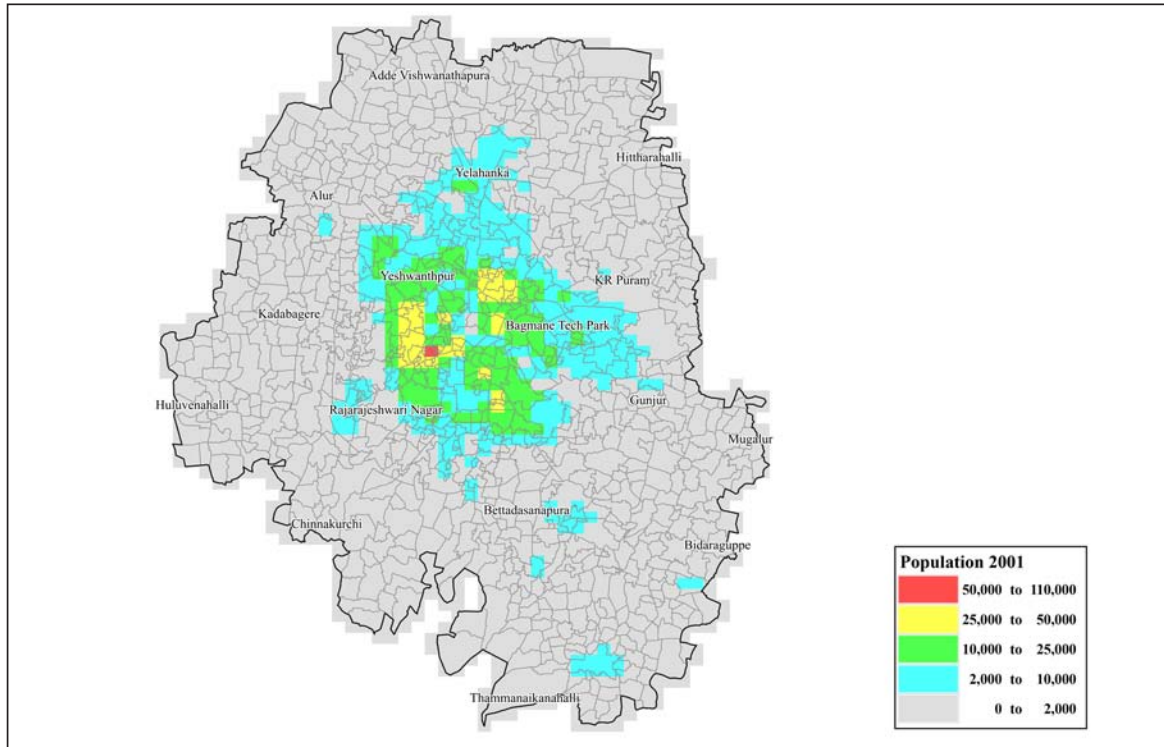 Adde Vishwanathapura
Hittharahalli
Yelahanka
Alur
Yeshwanthpur
KR Puram
Kadabagere
Bagmane Tech Park
Huluvenahalli
Rajarajeshwari Nagar
Gunjur
Mugalur
Bettadasanapura
Chinnakurchi
Bidaraguppe
Thammanaikanahalli
Population 2001
50,000 to 110,000
25,000 to 50,000
10,000 to 25,000
2,000 to 10,000
0 to 2,000